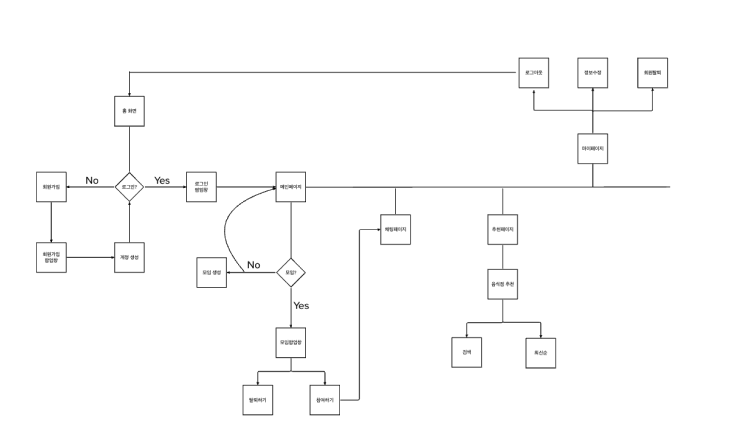 로그아웃
정보수정
회원탈퇴
홈 화면
마이페이지
회원가입
No
로그인?
Yes
로그인
팝업창
메인페이지
채팅페이지
추천페이지
회원가입
팝업창
계정 생성
모임 생성
No
모임?
음식점 추천
Yes
모임팝업창
검색
최신순
탈퇴하기
참여하기